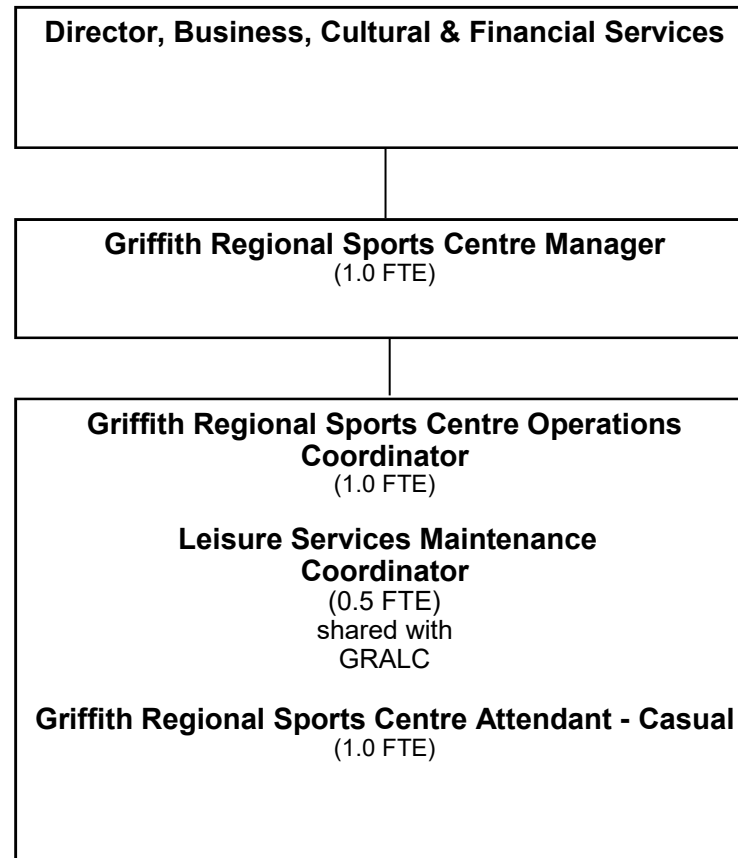 Director, Business, Cultural & Financial Services
Griffith Regional Sports Centre Manager
(1.0 FTE)
Griffith Regional Sports Centre Operations
Coordinator
(1.0 FTE)
Leisure Services Maintenance
Coordinator
(0.5 FTE)
shared with
GRALC
Griffith Regional Sports Centre Attendant - Casual
(1.0 FTE)